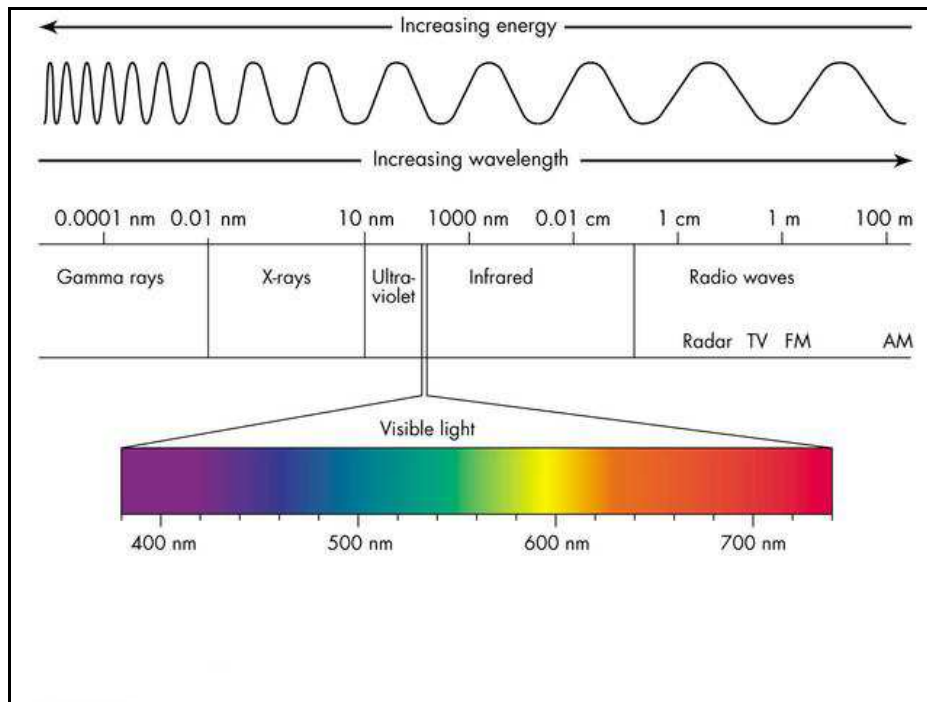 Increasing energy
Increasing wavelength
0.0001 nm 0.01 nm 10 nm 1000 nm 0.01 cm 1 cm 1 m 100 m
Gamma rays X-rays Ultra-
violet Infrared Radio waves
Radar TV FM AM
Visible light
400 nm 500 nm 600 nm 700 nm